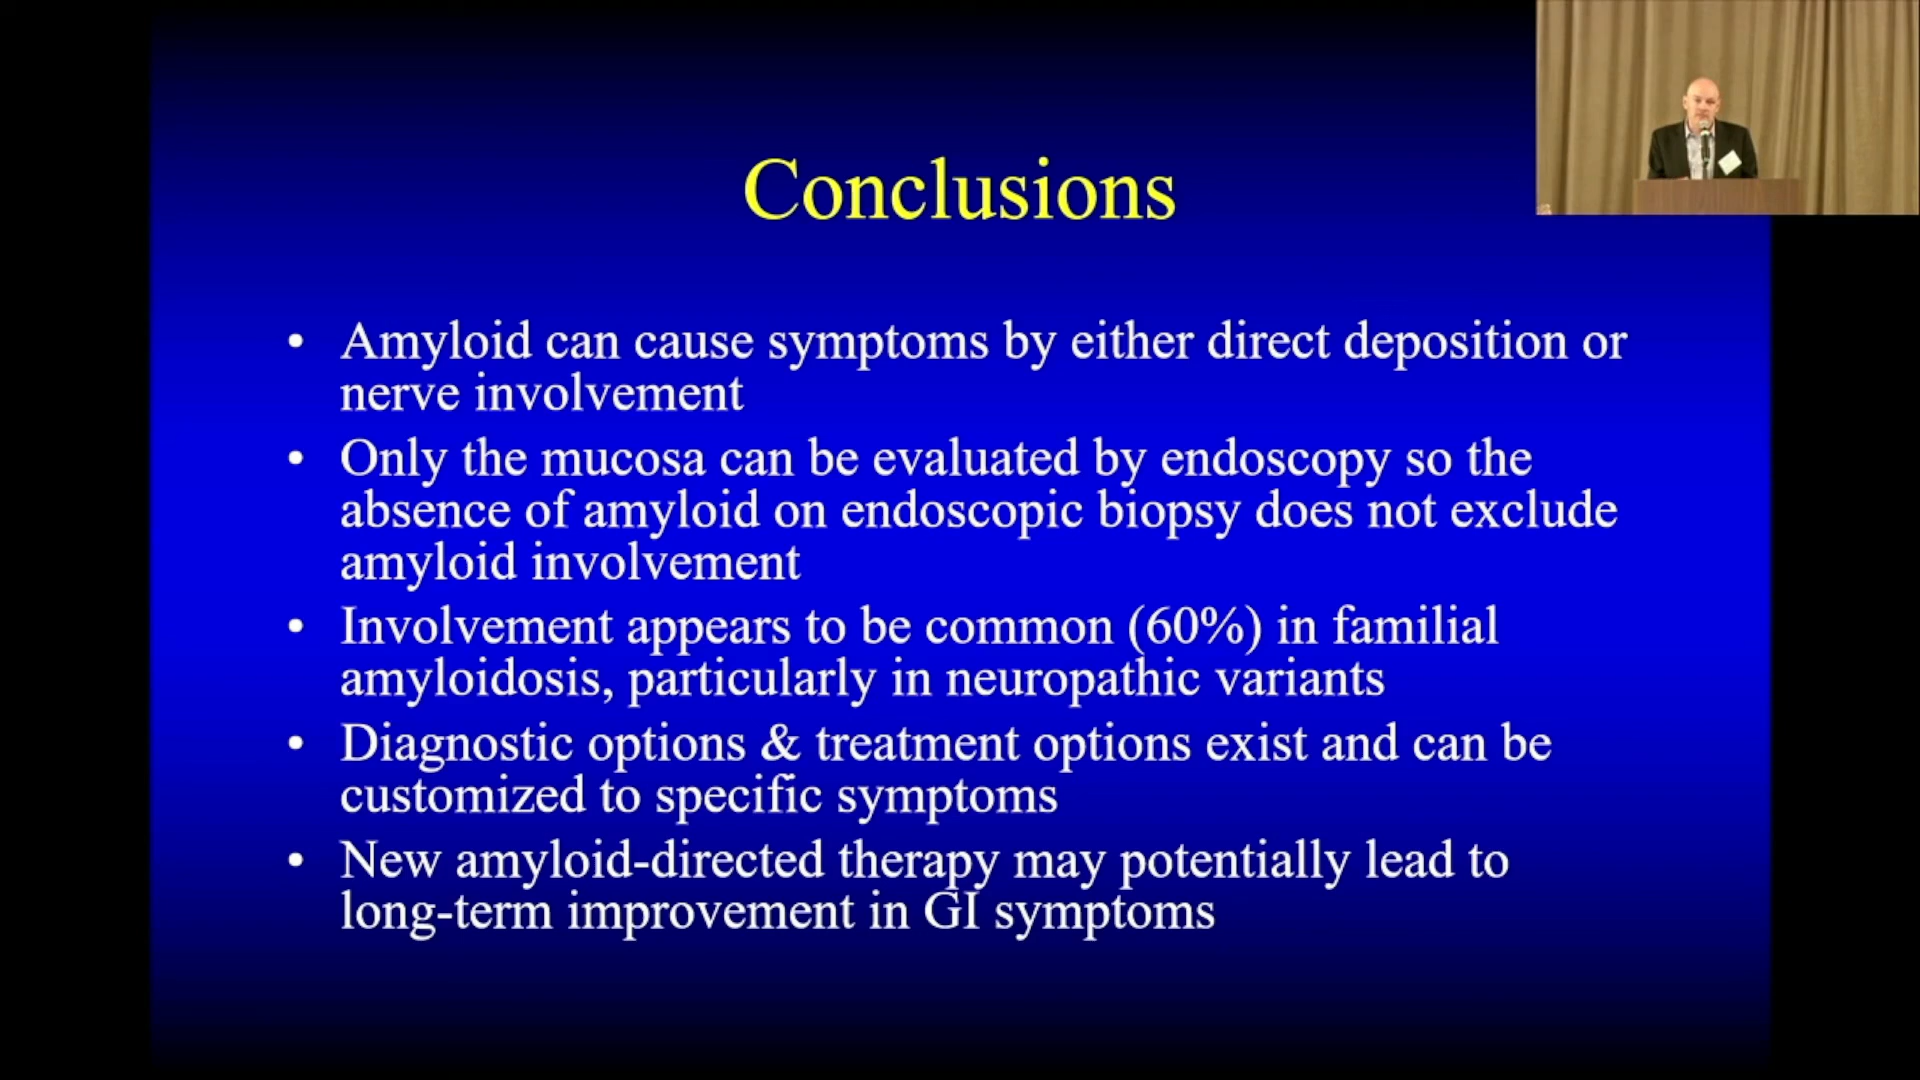 Conclusions
• Amyloid can cause symptoms by either direct deposition or
nerve involvement
• Only the mucosa can be evaluated by endoscopy so the
absence of amyloid on endoscopic biopsy does not exclude
amyloid involvement
• Involvement appears to be common (60%) in familial
amyloidosis, particularly in neuropathic variants
• Diagnostic options & treatment options exist and can be
customized to specific symptoms
• New amyloid-directed therapy may potentially lead to
long-term improvement in GI symptoms